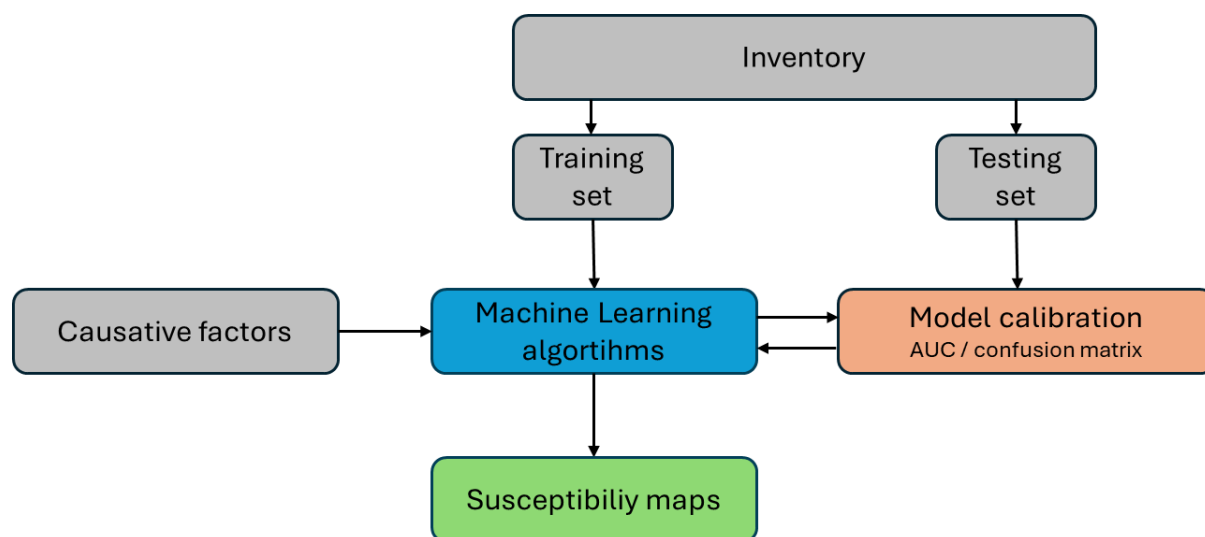 Inventory
Training
set
Testing
set
Causative factors
Machine Learning
algortihms
Model calibration
AUC / confusion matrix
Susceptibiliy maps